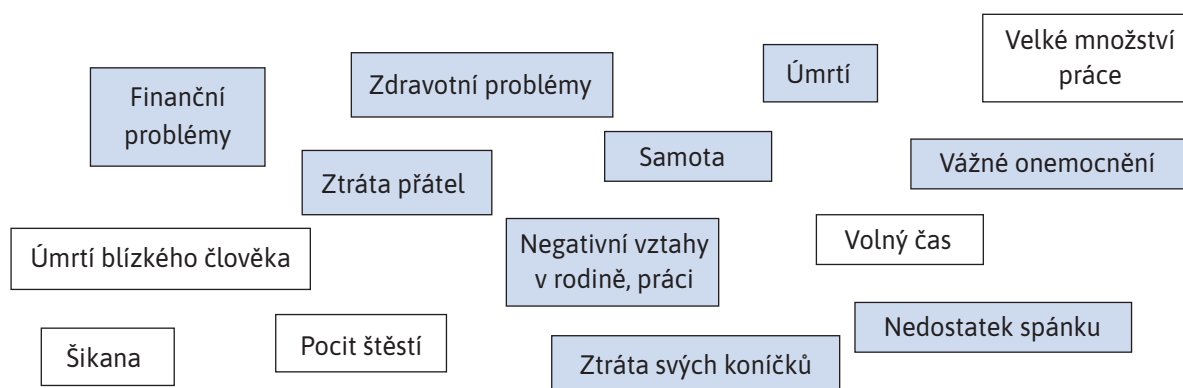 Velké množství
práce
Finanční
problémy
Zdravotní problémy
Úmrtí
Ztráta přátel
Samota
Vážné onemocnění
Úmrtí blízkého člověka
Negativní vztahy
v rodině, práci
Volný čas
Šikana
Pocit štěstí
Ztráta svých koníčků
Nedostatek spánku